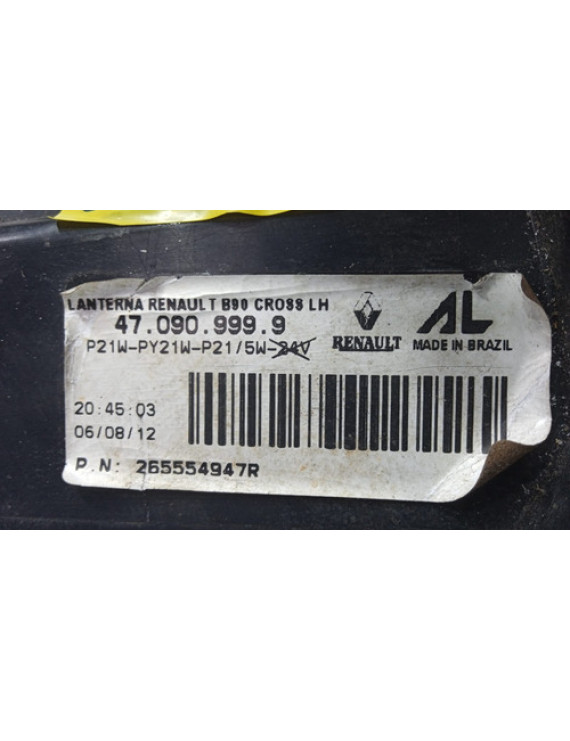 LANTERNA RENAULT B90 CROSS LH
47.090.999.9
P21W-PY21W-P21/5W-24V
RENAULT
AL
MADE IN BRAZIL
20:45:03
06/08/12
P.N: 265554947R